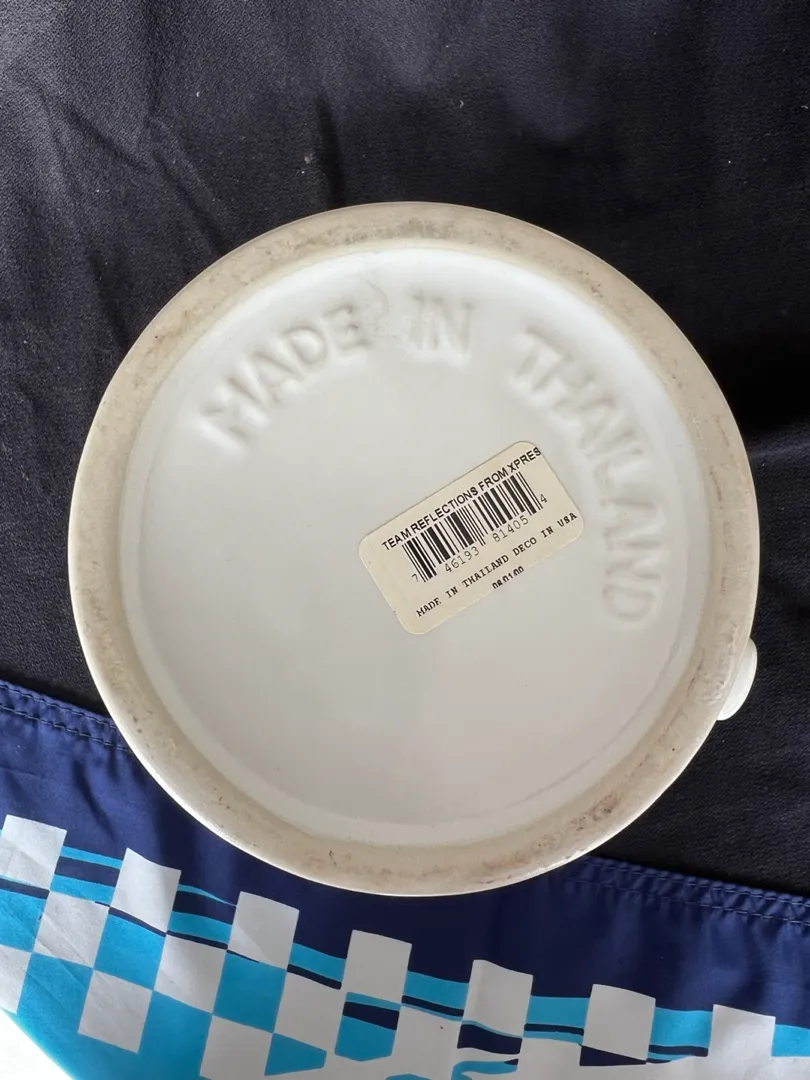 MADE IN THAILAND
TEAM REFLECTIONS FROM XPRES
7 46193 81405 4
MADE IN THAILAND DECO IN USA